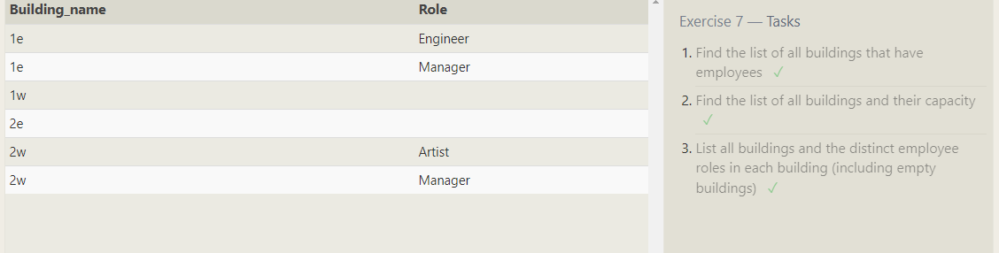 Building_name Role
1e Engineer
1e Manager
1w
2e
2w Artist
2w Manager
Exercise 7 — Tasks
1. Find the list of all buildings that have
employees ✓
2. Find the list of all buildings and their capacity
✓
3. List all buildings and the distinct employee
roles in each building (including empty
buildings) ✓